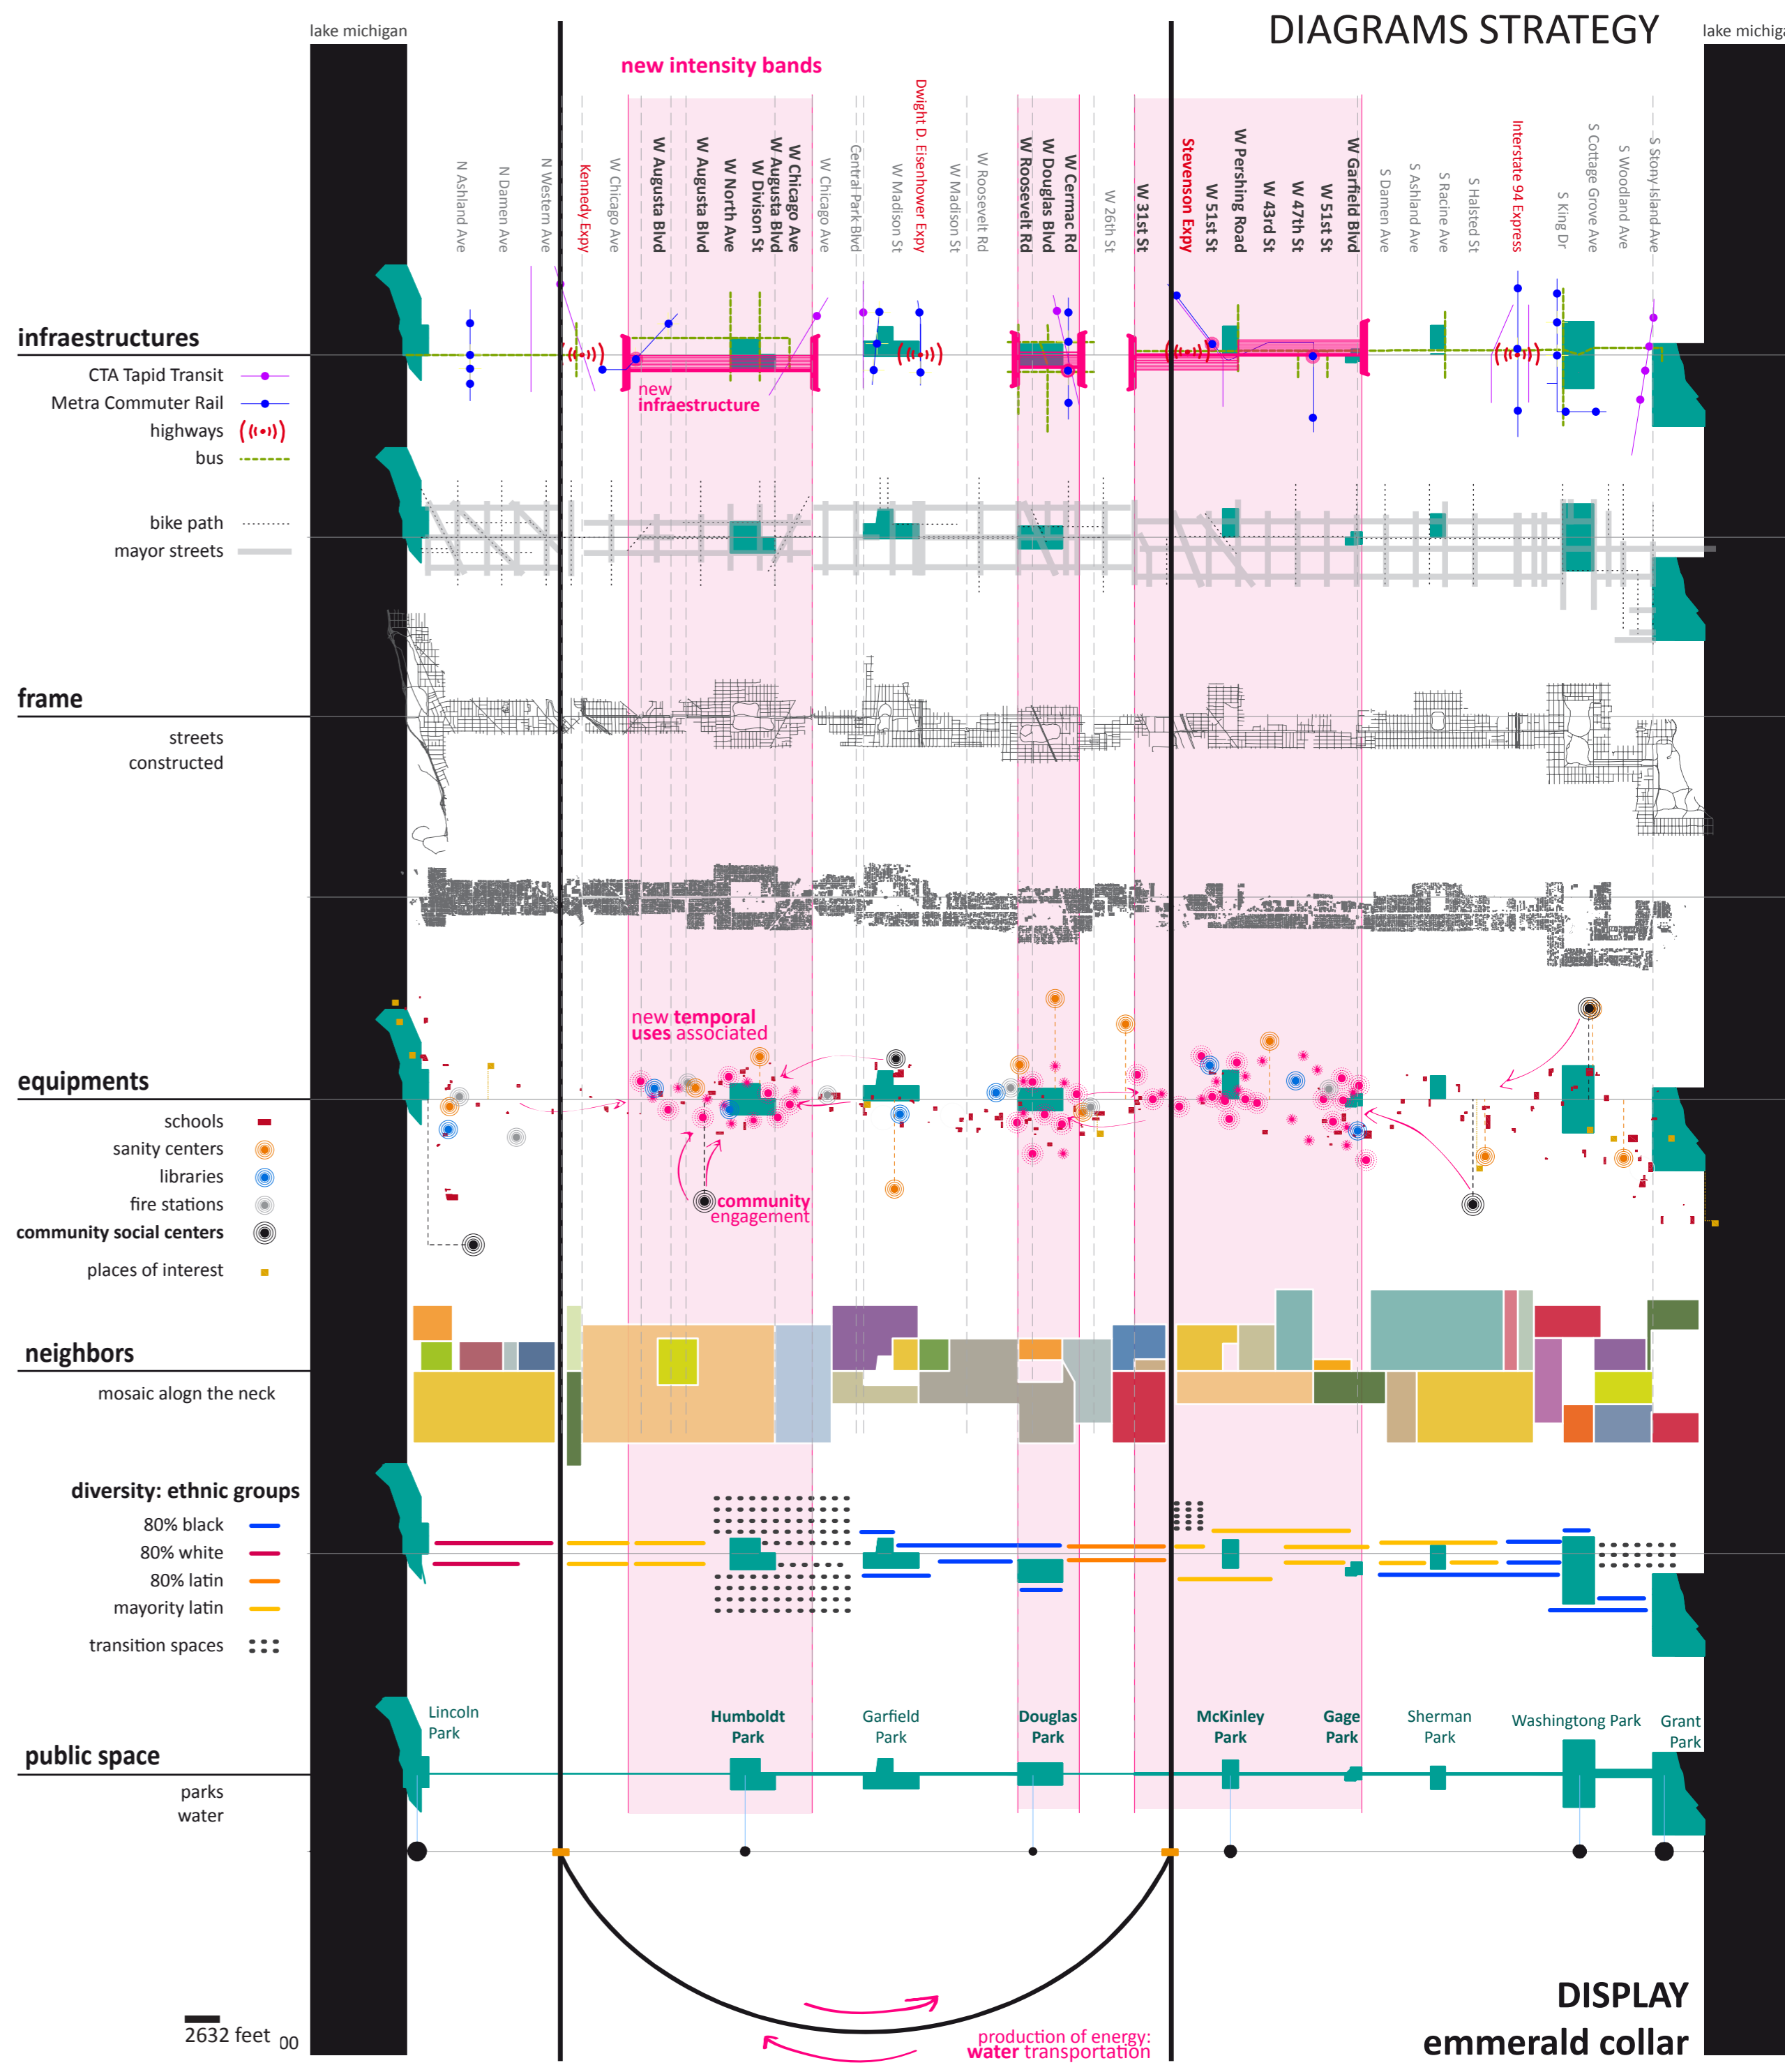 DIAGRAMS STRATEGY
lake michigan
lake michiga
new intensity bands
N Ashland Ave
N Damen Ave
N Western Ave
Kennedy Expy
W Chicago Ave
W Augusta Blvd
W Augusta Blvd
W North Ave
W Divison St
W Augusta Blvd
W Chicago Ave
W Chicago Ave
Central Park Blvd
W Madison St
Dwight D. Eisenhower Expy
W Madison St
W Roosevelt Rd
W Roosevelt Rd
W Douglas Blvd
W Cermac Rd
W 26th St
W 31st St
Stevenson Expy
W 51st St
W Pershing Road
W 43rd St
W 47th St
W 51st St
W Garfield Blvd
S Damen Ave
S Ashland Ave
S Racine Ave
S Halsted St
Interstate 94 Express
S King Dr
S Cottage Grove Ave
S Woodland Ave
S Stony Island Ave
infraestructures
CTA Tapid Transit
Metra Commuter Rail
highways
bus
new
infraestructure
bike path
mayor streets
frame
streets
constructed
new temporal
uses associated
equipments
schools
sanity centers
libraries
fire stations
community social centers
places of interest
community
engagement
neighbors
mosaic alogn the neck
diversity: ethnic groups
80% black
80% white
80% latin
mayority latin
transition spaces
Lincoln
Park
Humboldt
Park
Garfield
Park
Douglas
Park
McKinley
Park
Gage
Park
Sherman
Park
Washingtong Park
Grant
Park
public space
parks
water
production of energy:
water transportation
2632 feet
00
DISPLAY
emmerald collar